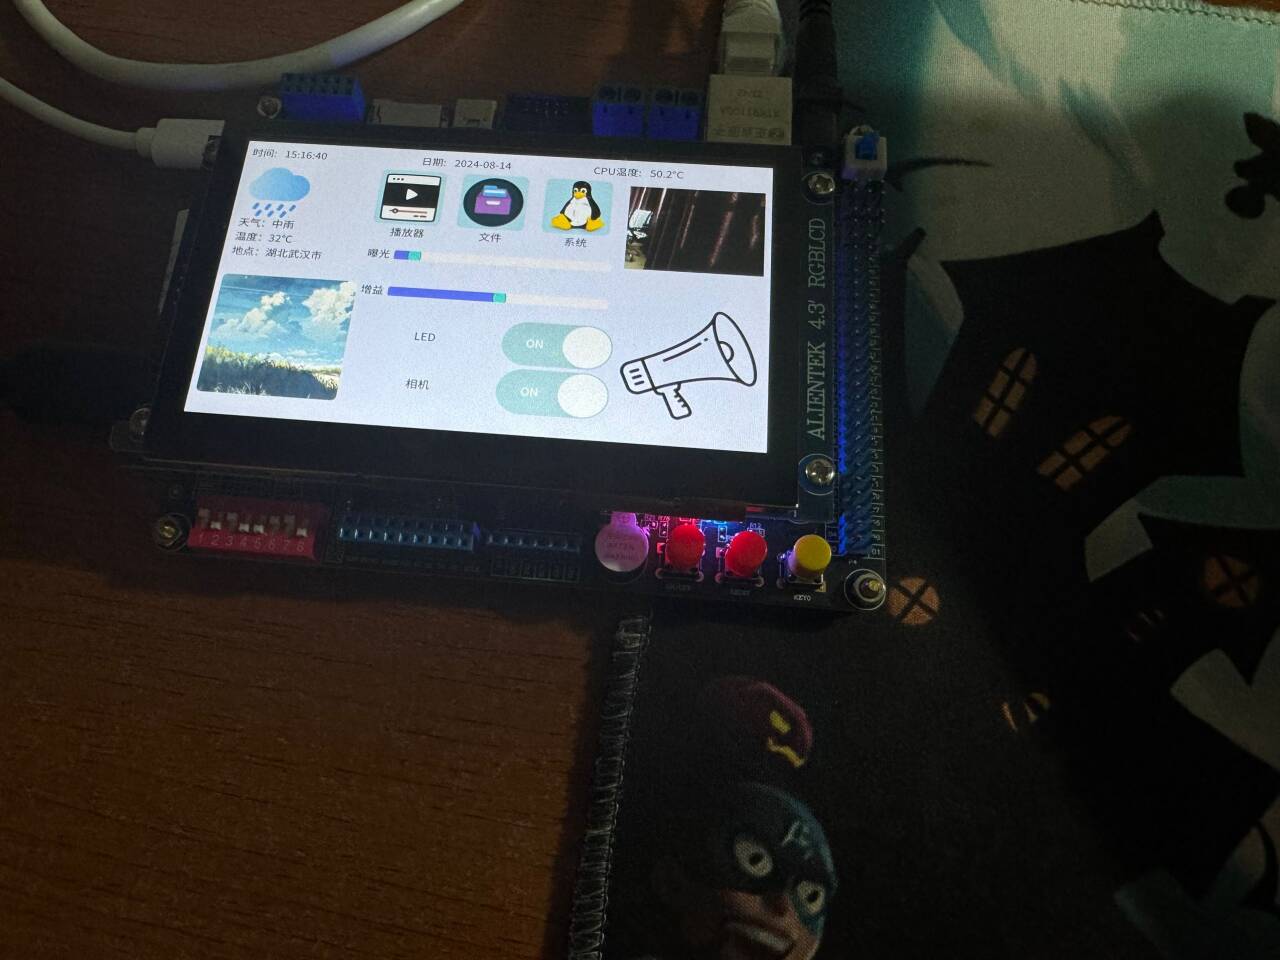 时间: 15:16:40
日期: 2024-08-14
CPU温度: 50.2°C
天气: 中雨
温度: 32°C
地点: 湖北武汉市
播放器
文件
系统
曝光
增益
LED
ON
相机
ON
ALIENTEK 4.3' RGBLCD
1 2 3 4 5 6 7 8
KEY0